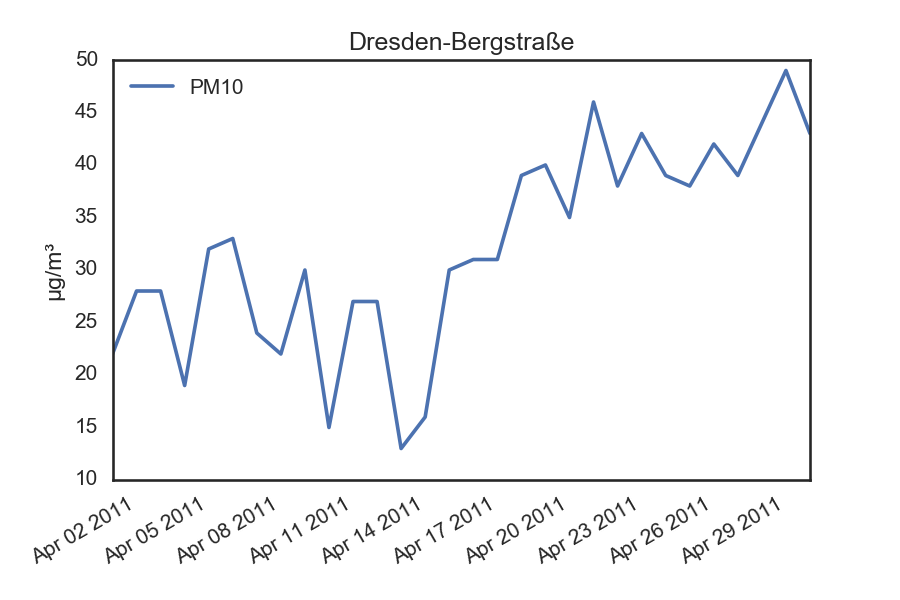 Dresden-Bergstraße
50
45
40
35
30
25
20
15
10
µg/m³
PM10
Apr 02 2011
Apr 05 2011
Apr 08 2011
Apr 11 2011
Apr 14 2011
Apr 17 2011
Apr 20 2011
Apr 23 2011
Apr 26 2011
Apr 29 2011